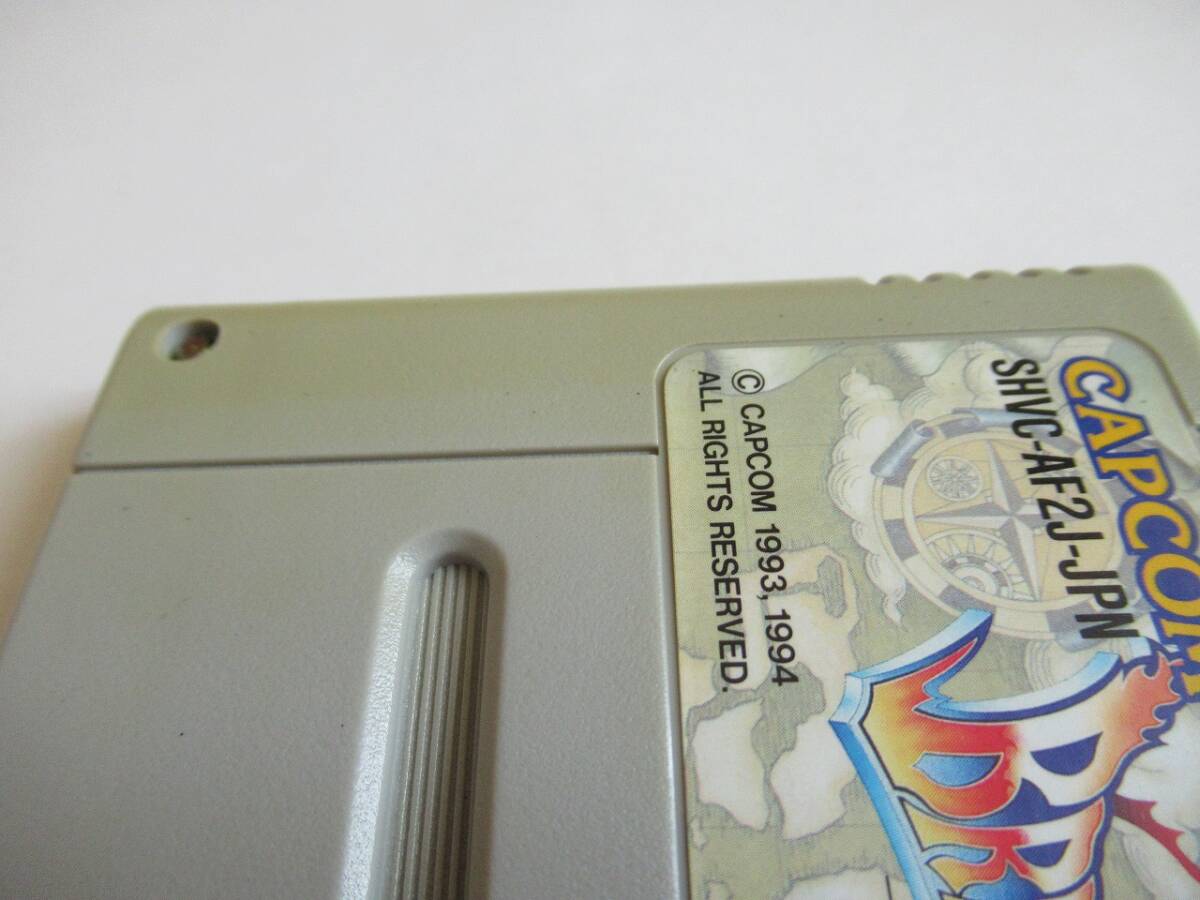 CAPCOM
SHVC-AF2J-JPN
© CAPCOM 1993, 1994
ALL RIGHTS RESERVED.